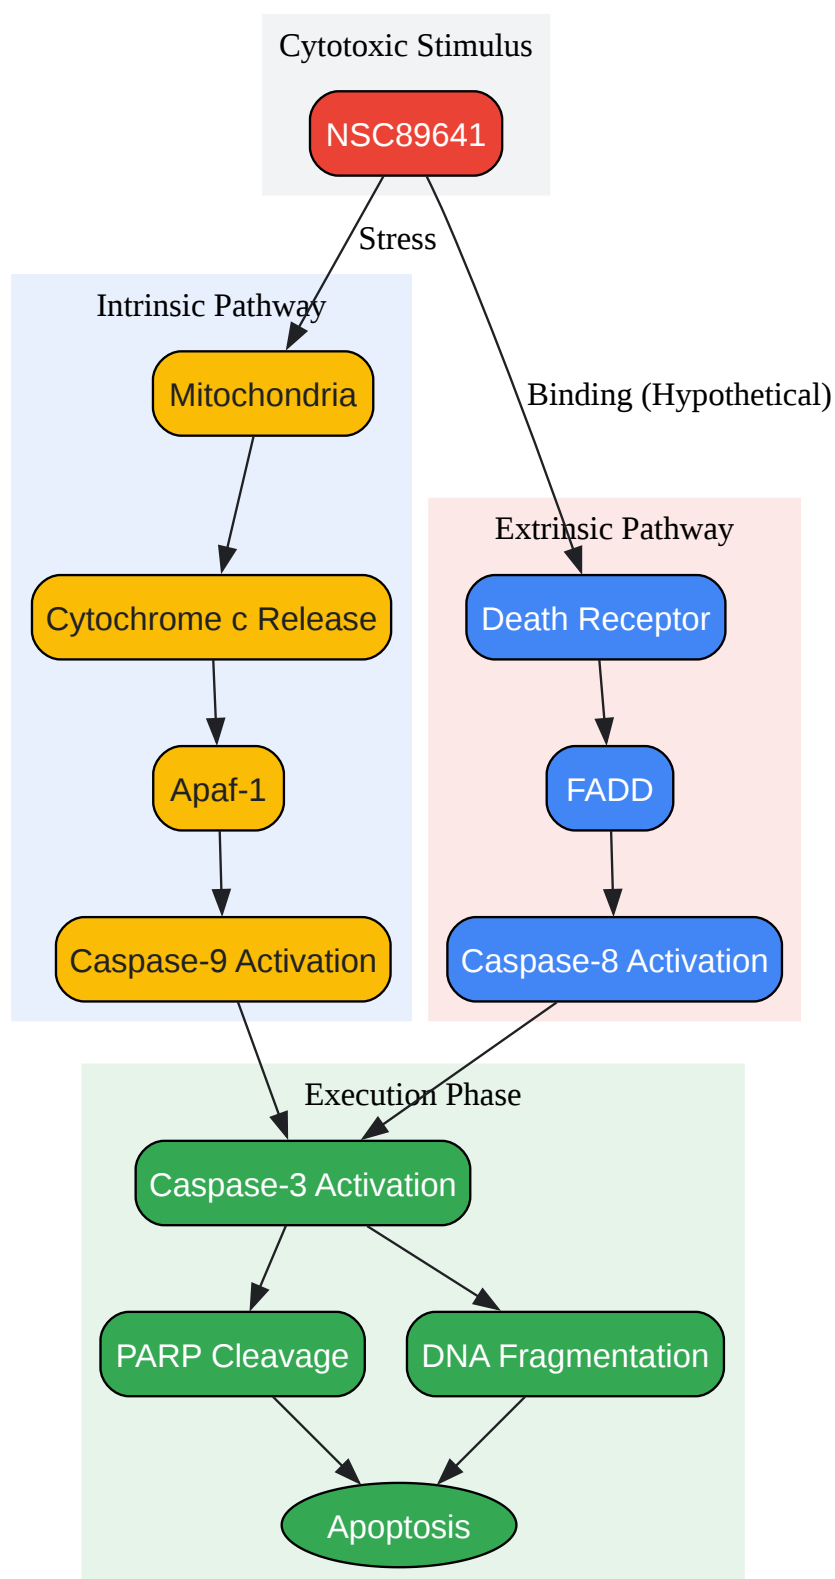 Cytotoxic Stimulus
NSC89641
Stress
Intrinsic Pathway
Mitochondria
Binding (Hypothetical)
Extrinsic Pathway
Cytochrome c Release
Death Receptor
Apaf-1
FADD
Caspase-9 Activation
Caspase-8 Activation
Execution Phase
Caspase-3 Activation
PARP Cleavage
DNA Fragmentation
Apoptosis